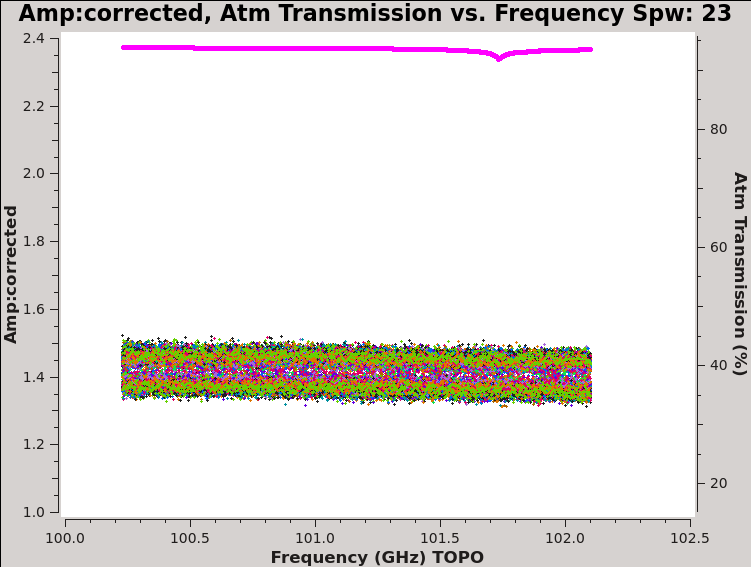 Amp:corrected, Atm Transmission vs. Frequency Spw: 23
2.4
2.2
2.0
1.8
1.6
1.4
1.2
1.0
Amp:corrected
80
60
40
20
Atm Transmission (%)
100.0 100.5 101.0 101.5 102.0 102.5
Frequency (GHz) TOPO